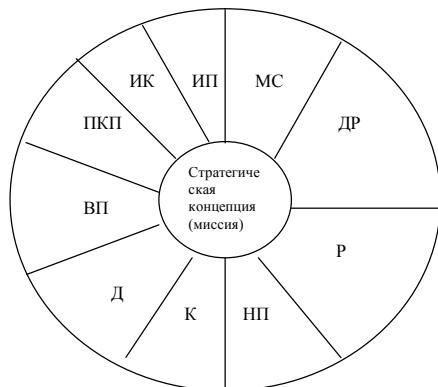 ИК
ИП
МС
ПКП
ДР
Стратегиче
ская
концепция
(миссия)
ВП
Р
Д
К
НП